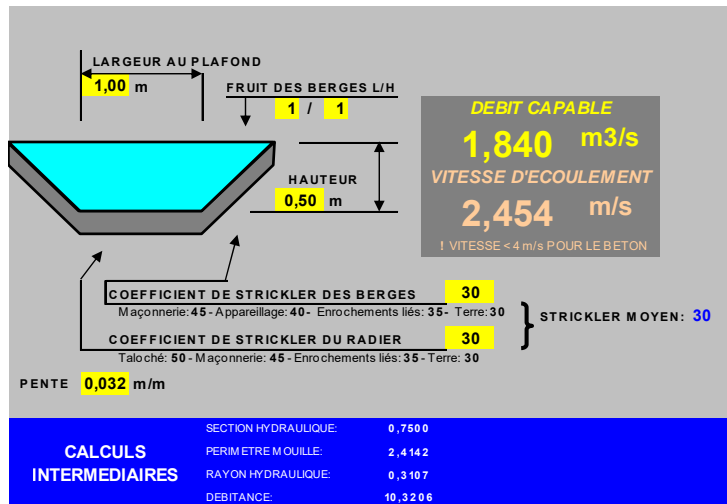 LARGEUR AU PLAFOND
1,00 m
FRUIT DES BERGES L/H
1 / 1
HAUTEUR
0,50 m
DEBIT CAPABLE
1,840 m3/s
VITESSE D'ECOULEMENT
2,454 m/s
! VITESSE < 4 m/s POUR LE BETON
COEFFICIENT DE STRICKLER DES BERGES 30
Maçonnerie: 45 - Appareillage: 40 - Enrochements liés: 35 - Terre: 30
} STRICKLER MOYEN: 30
COEFFICIENT DE STRICKLER DU RADIER 30
Taloché: 50 - Maçonnerie: 45 - Enrochements liés: 35 - Terre: 30
PENTE 0,032 m/m
CALCULS
INTERMEDIAIRES
SECTION HYDRAULIQUE: 0,7500
PERIMETRE MOUILLE: 2,4142
RAYON HYDRAULIQUE: 0,3107
DEBITANCE: 10,3206